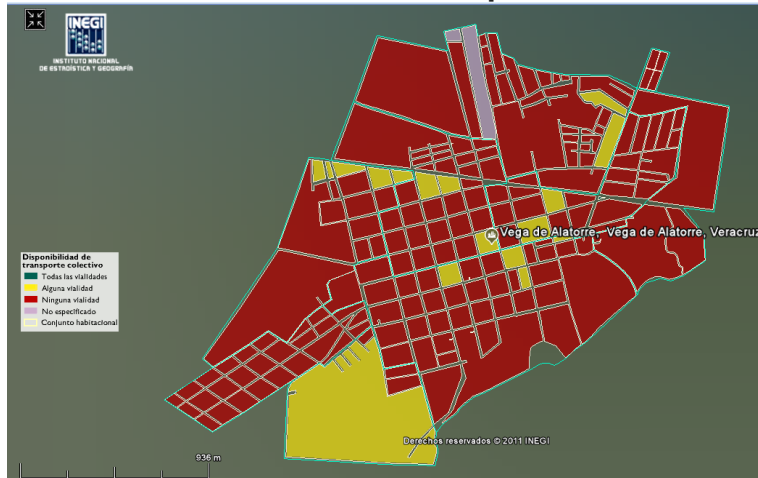 INEGI
INSTITUTO NACIONAL
DE ESTADÍSTICA Y GEOGRAFÍA
Vega de Alatorre, Vega de Alatorre, Veracruz
Disponibilidad de
transporte colectivo
Todas las vialidades
Alguna vialidad
Ninguna vialidad
No especificado
Conjunto habitacional
Derechos reservados © 2011 INEGI
936 m